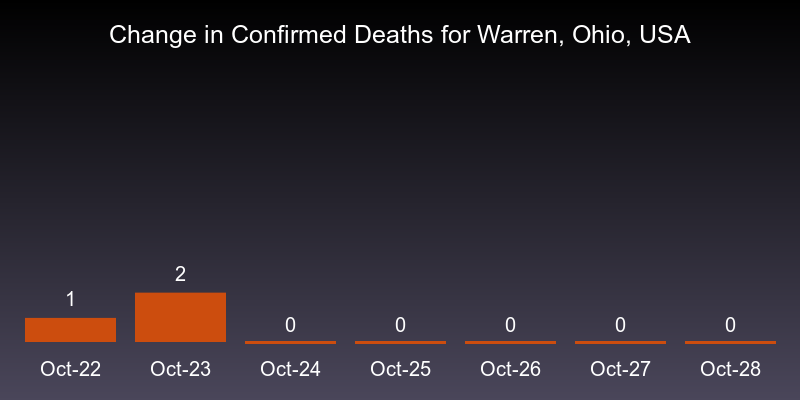 Change in Confirmed Deaths for Warren, Ohio, USA
1
2
0
0
0
0
0
Oct-22
Oct-23
Oct-24
Oct-25
Oct-26
Oct-27
Oct-28